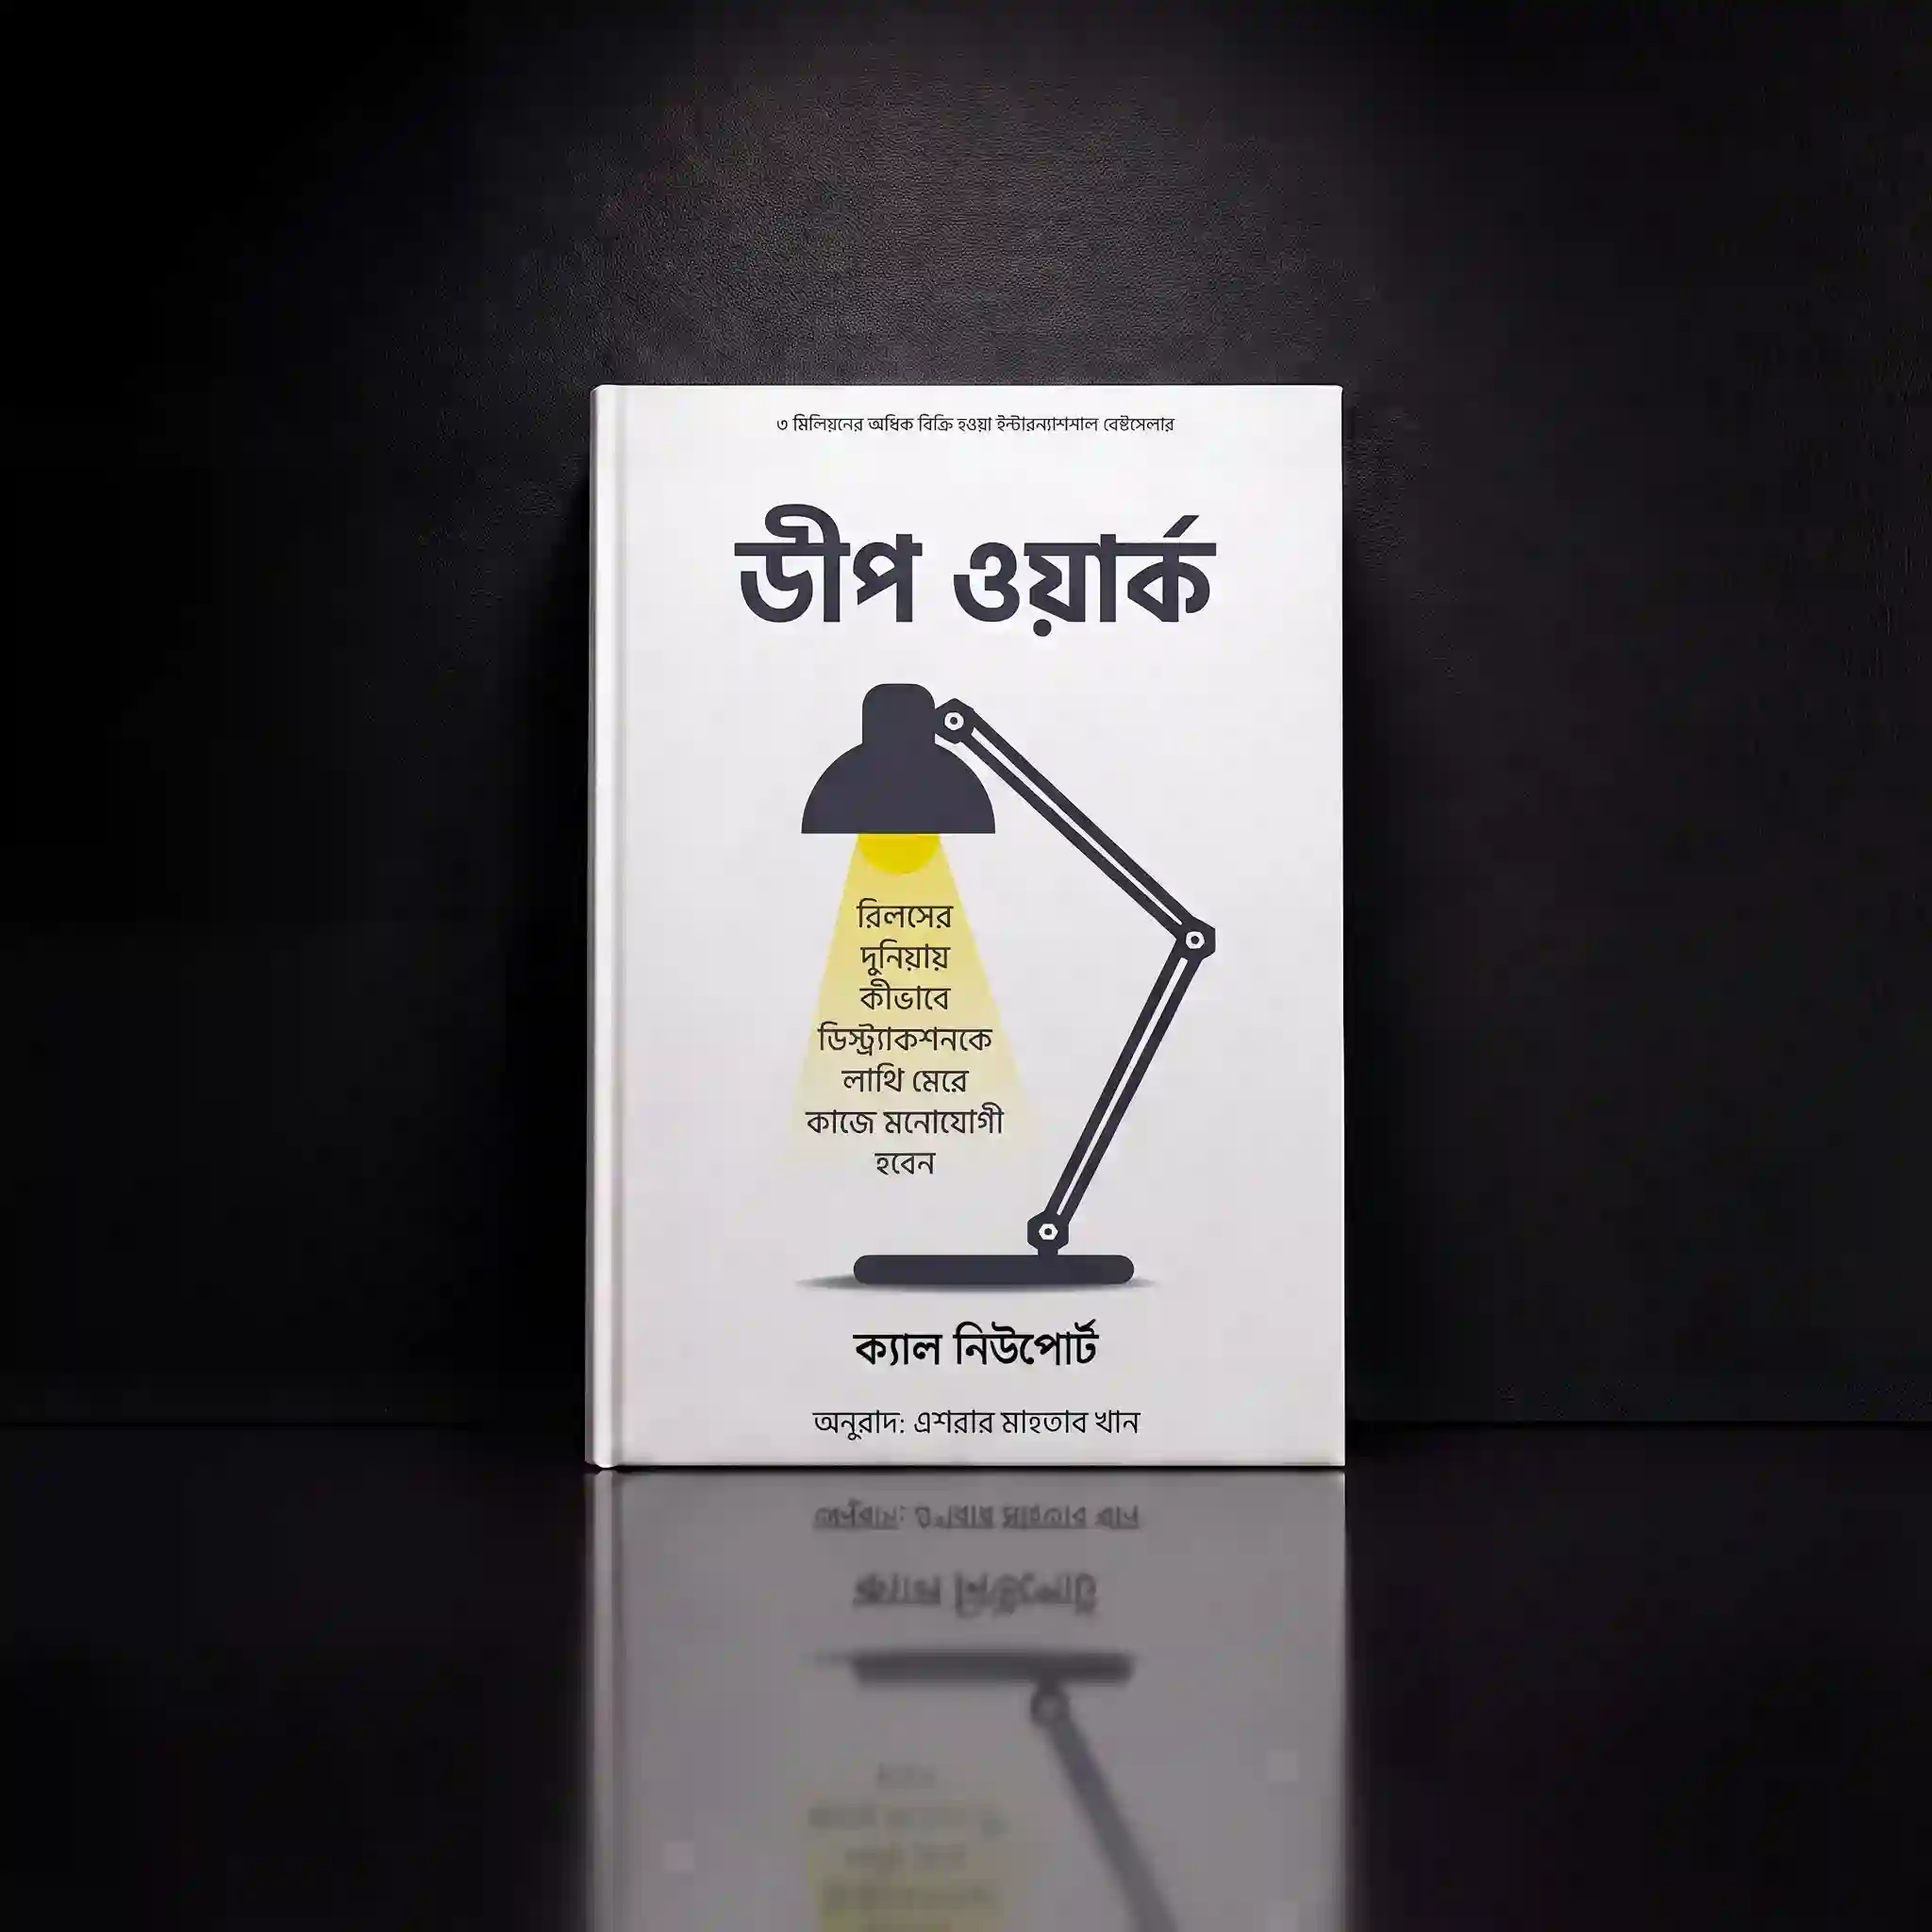 ৩ মিলিয়নের অধিক বিক্রি হওয়া ইন্টারন্যাশনাল বেস্টসেলার
ডীপ ওয়ার্ক
রিলসের
দুনিয়ায়
কীভাবে
ডিস্ট্র্যাকশনকে
লাথি মেরে
কাজে মনোযোগী
হবেন
ক্যাল নিউপোর্ট
অনুরাদ: এশরার মাহতাব খান